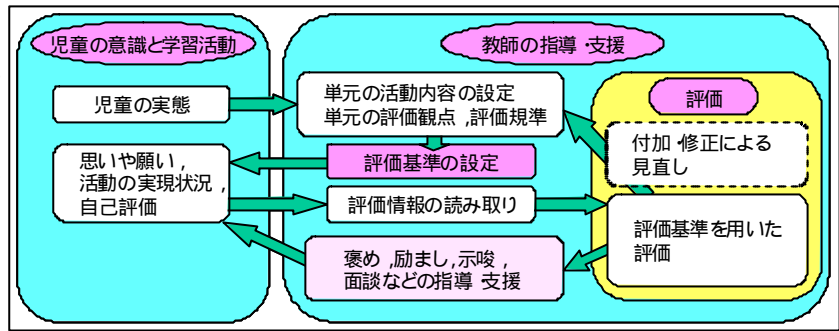 児童の意識と学習活動
児童の実態
思いや願い，
活動の実現状況，
自己評価
教師の指導・支援
単元の活動内容の設定
単元の評価観点，評価規準
評価基準の設定
評価情報の読み取り
褒め，励まし，示唆，
面談などの指導・支援
評価
付加・修正による
見直し
評価基準を用いた
評価